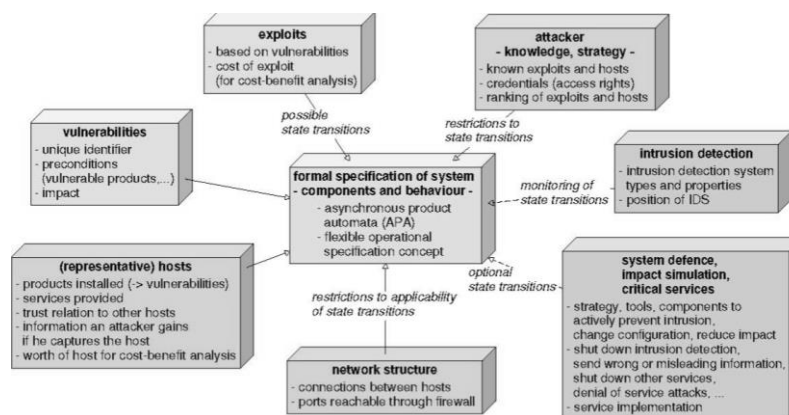 exploits
- based on vulnerabilities
- cost of exploit
(for cost-benefit analysis)
attacker
- knowledge, strategy -
- known exploits and hosts
- credentials (access rights)
- ranking of exploits and hosts
possible
state transitions
restrictions to
state transitions
vulnerabilities
- unique identifier
- preconditions
(vulnerable products,...)
- impact
formal specification of system
- components and behaviour -
- asynchronous product
automata (APA)
- flexible operational
specification concept
monitoring of
state transitions
intrusion detection
- intrusion detection system
types and properties
- position of IDS
(representative) hosts
- products installed (-> vulnerabilities)
- services provided
- trust relation to other hosts
- information an attacker gains
if he captures the host
- worth of host for cost-benefit analysis
restrictions to applicability
of state transitions
optional
state transitions
system defence,
impact simulation,
critical services
- strategy, tools, components to
actively prevent intrusion,
change configuration, reduce impact
- shut down intrusion detection,
send wrong or misleading information,
shut down other services,
denial of service attacks, ...
- service implementation
network structure
- connections between hosts
- ports reachable through firewall